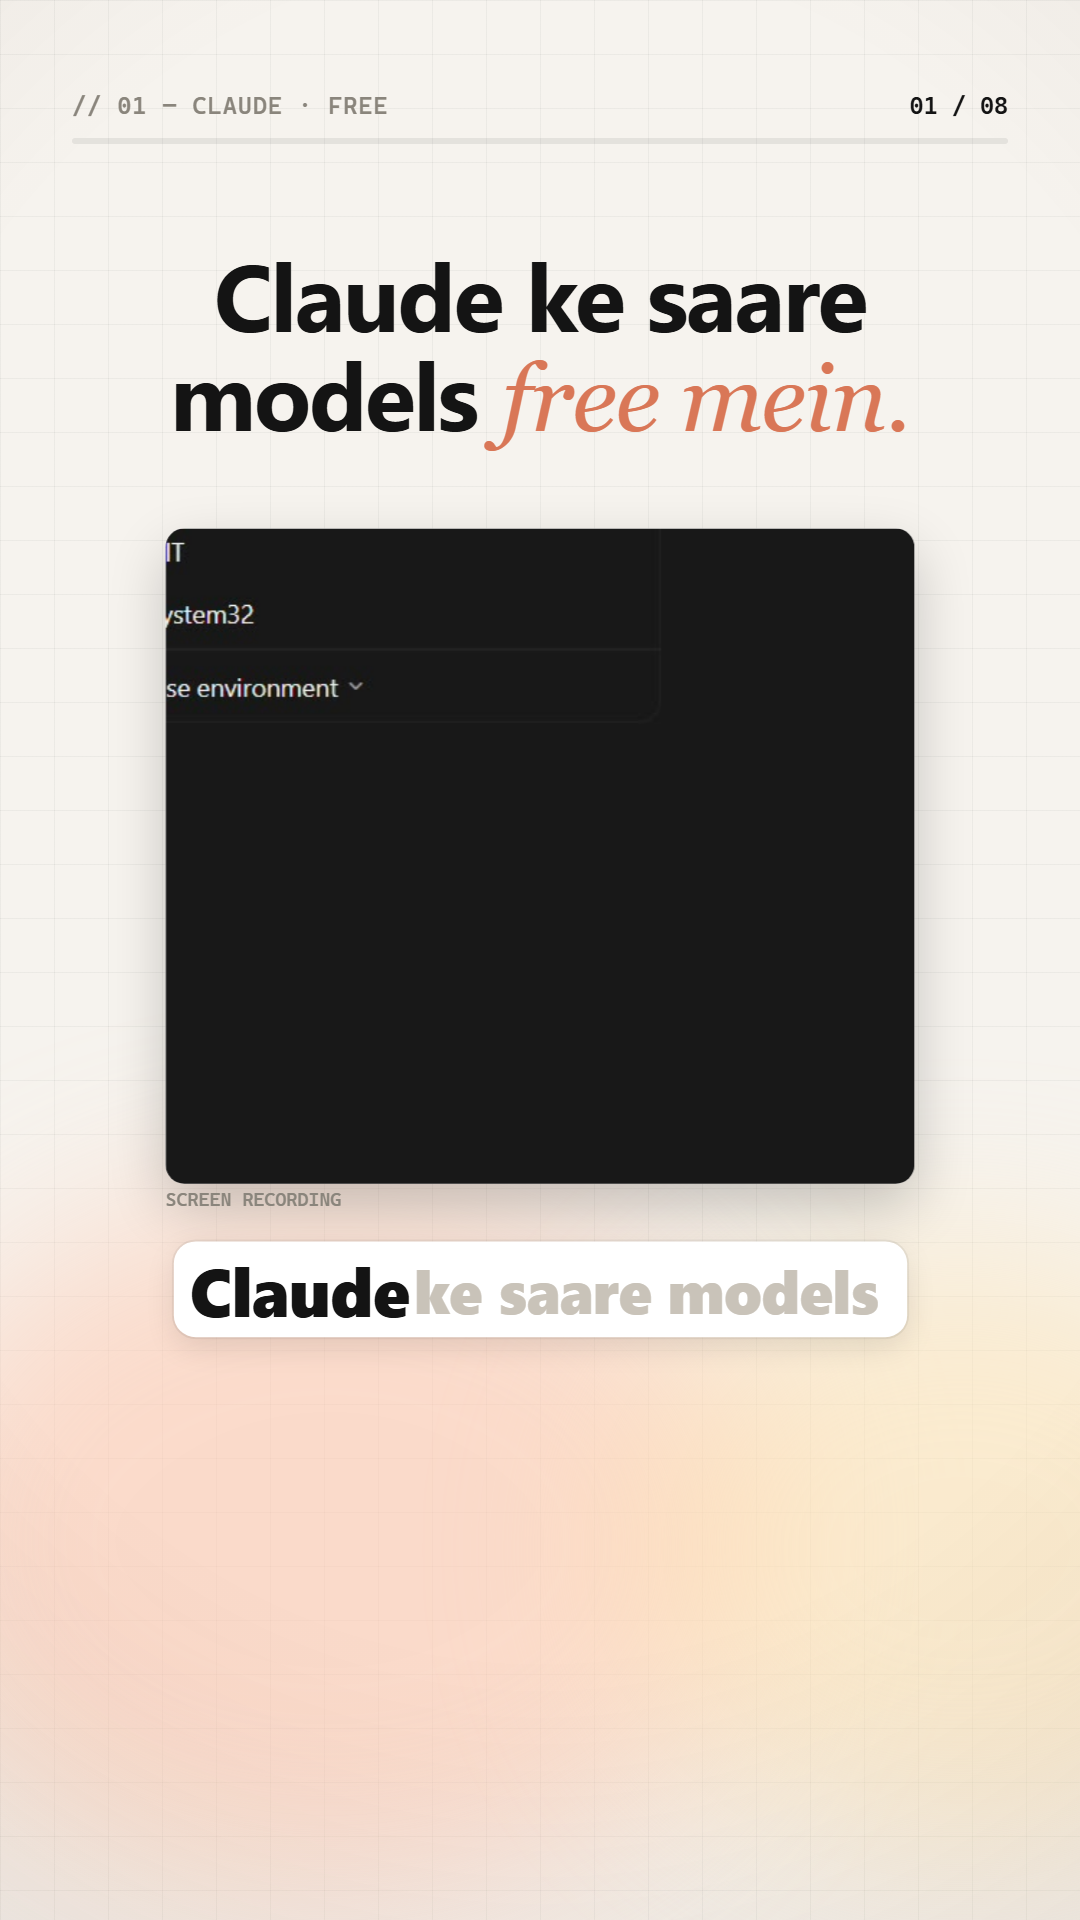 // 01 — CLAUDE · FREE
01 / 08
Claude ke saare
models free mein.
IT
ystem32
se environment
SCREEN RECORDING
Claude ke saare models